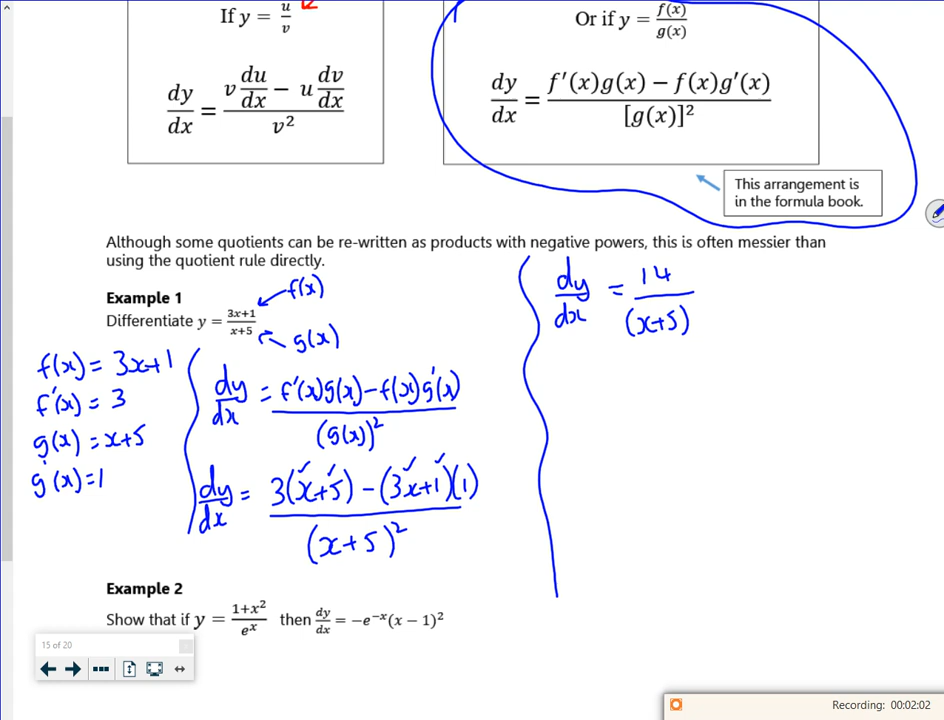 If y = u/v
dy/dx = (v du/dx − u dv/dx)/v²
Or if y = f(x)/g(x)
dy/dx = (f′(x)g(x) − f(x)g′(x))/[g(x)]²
This arrangement is
in the formula book.
Although some quotients can be re-written as products with negative powers, this is often messier than
using the quotient rule directly.
Example 1
Differentiate y = (3x+1)/(x+5)
f(x)
g(x)
f(x) = 3x+1
f′(x) = 3
g(x) = x+5
g′(x) = 1
dy/dx = (f′(x)g(x) − f(x)g′(x))/(g(x))²
dy/dx = (3(x+5) − (3x+1)(1))/(x+5)²
dy/dx = 14/(x+5)
Example 2
Show that if y = (1+x²)/eˣ then dy/dx = −e⁻ˣ(x − 1)²
15 of 20
Recording: 00:02:02